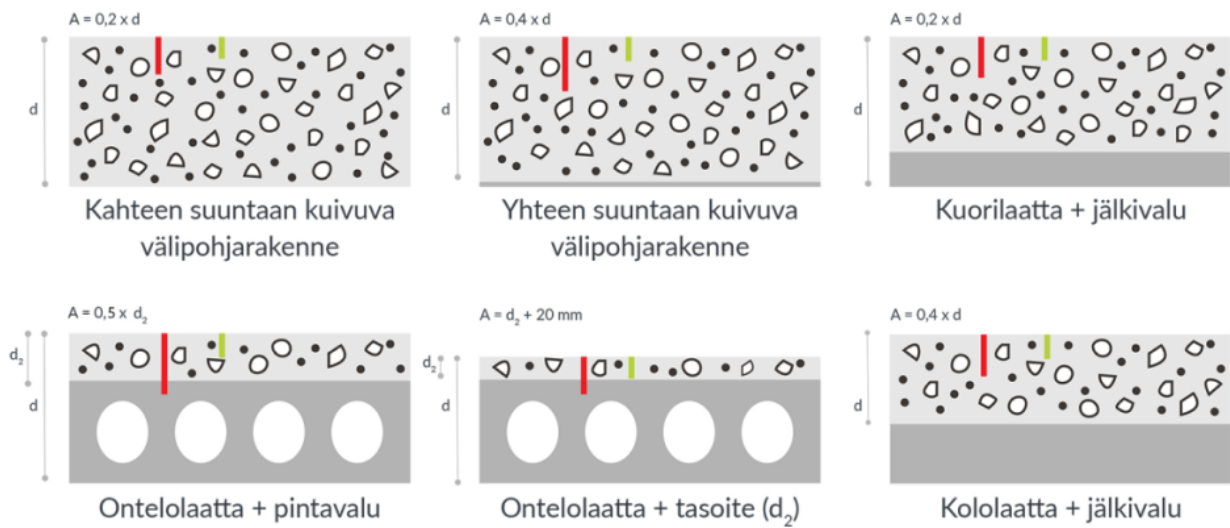 A = 0,2 x d
d
Kahteen suuntaan kuivuva
välipohjarakenne
A = 0,4 x d
d
Yhteen suuntaan kuivuva
välipohjarakenne
A = 0,2 x d
d
Kuorilaatta + jälkivalu
A = 0,5 x d₂
d₂
d
Ontelolaatta + pintavalu
A = d₂ + 20 mm
d₂
d
Ontelolaatta + tasoite (d₂)
A = 0,4 x d
d
Kololaatta + jälkivalu